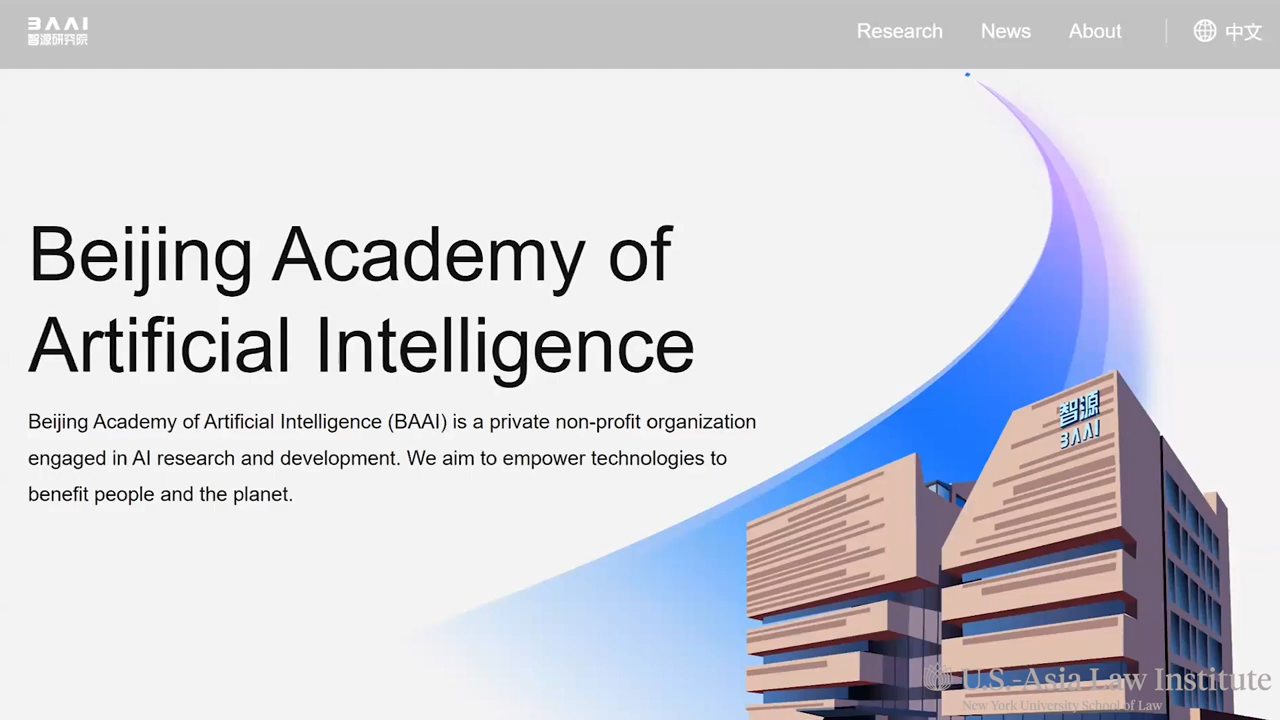 BAAI
智源研究院
Research
News
About
中文
Beijing Academy of
Artificial Intelligence
Beijing Academy of Artificial Intelligence (BAAI) is a private non-profit organization
engaged in AI research and development. We aim to empower technologies to
benefit people and the planet.
智源
BAAI
U.S.-Asia Law Institute
New York University School of Law